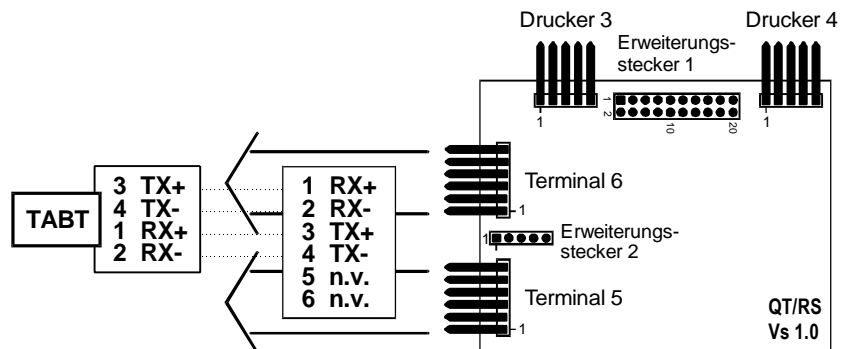 Drucker 3
Drucker 4
Erweiterungs-
stecker 1
1
1
2
10
20
1
TABT
3 TX+
4 TX-
1 RX+
2 RX-
1 RX+
2 RX-
3 TX+
4 TX-
5 n.v.
6 n.v.
Terminal 6
1
1
Erweiterungs-
stecker 2
Terminal 5
1
QT/RS
Vs 1.0